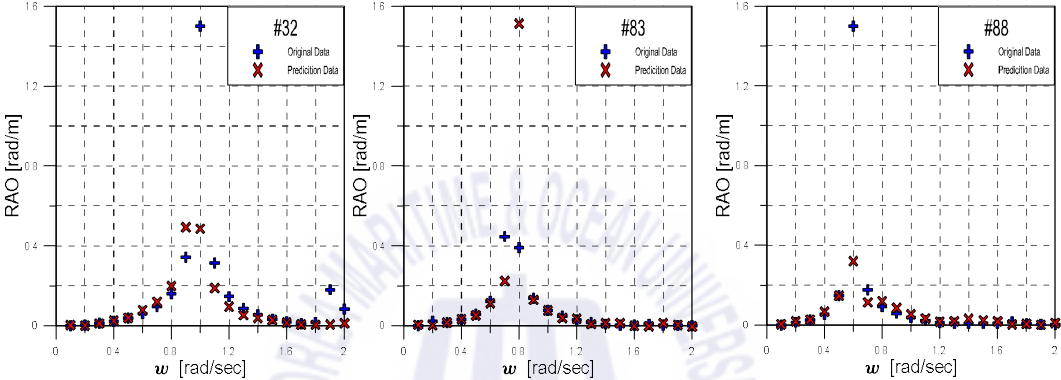 1.6
1.2
0.8
0.4
0
RAO [rad/m]
#32
Original Data
Predicition Data
0 0.4 0.8 1.2 1.6 2
w [rad/sec]
1.6
1.2
0.8
0.4
0
RAO [rad/m]
#83
Original Data
Predicition Data
0 0.4 0.8 1.2 1.6 2
w [rad/sec]
1.6
1.2
0.8
0.4
0
RAO [rad/m]
#88
Original Data
Predicition Data
0 0.4 0.8 1.2 1.6 2
w [rad/sec]
MARITIME & OCEAN UNIVERS